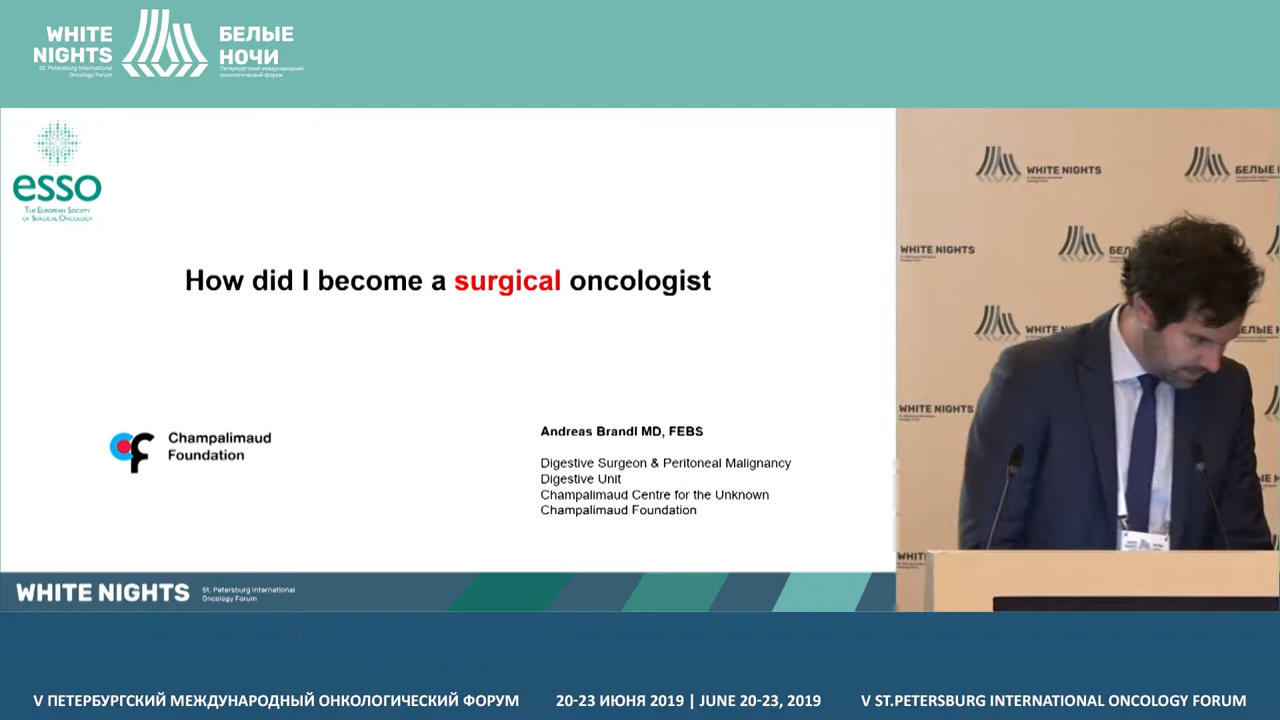 WHITE
NIGHTS
St. Petersburg International
Oncology Forum
БЕЛЫЕ
НОЧИ
Петербургский международный
онкологический форум
esso
The European Society
of Surgical Oncology
How did I become a surgical oncologist
Champalimaud
Foundation
Andreas Brandl MD, FEBS
Digestive Surgeon & Peritoneal Malignancy
Digestive Unit
Champalimaud Centre for the Unknown
Champalimaud Foundation
WHITE NIGHTS
St. Petersburg International
Oncology Forum
WHITE NIGHTS
БЕЛЫЕ
WHITE NIGHTS
БЕЛ
WHITE N
ЕЛЫЕ Н
WHITE NIGHTS
WHIT
V ПЕТЕРБУРГСКИЙ МЕЖДУНАРОДНЫЙ ОНКОЛОГИЧЕСКИЙ ФОРУМ
20-23 ИЮНЯ 2019 | JUNE 20-23, 2019
V ST.PETERSBURG INTERNATIONAL ONCOLOGY FORUM